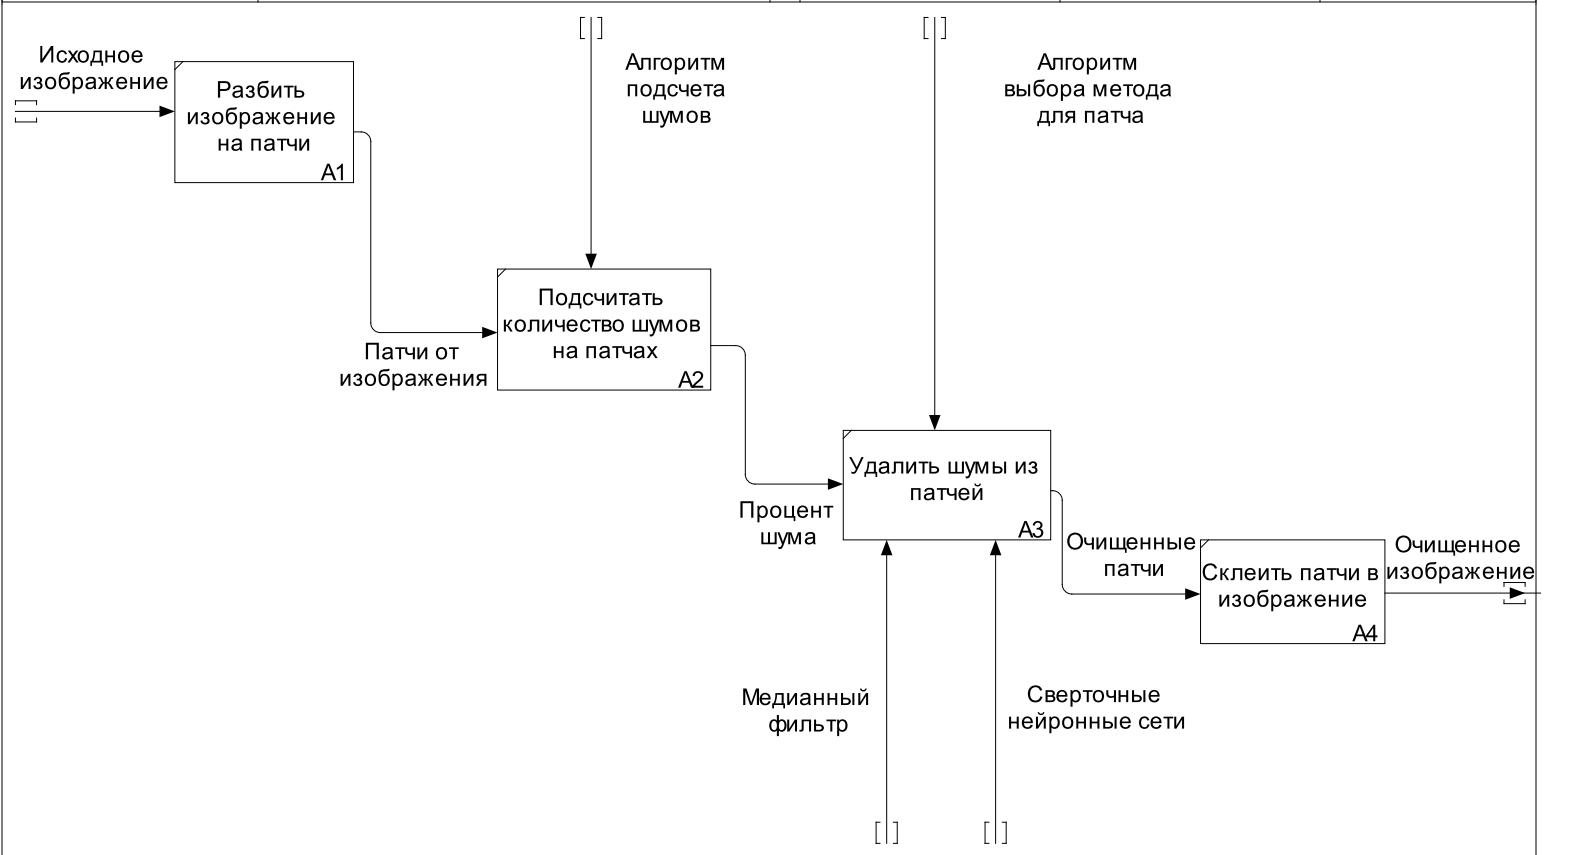 Исходное
изображение
Разбить
изображение
на патчи
A1
[ ]
Алгоритм
подсчета
шумов
[ ]
Алгоритм
выбора метода
для патча
Патчи от
изображения
Подсчитать
количество шумов
на патчах
A2
Процент
шума
Удалить шумы из
патчей
A3
Очищенные
патчи
Склеить патчи в
изображение
A4
Очищенное
изображение
Медианный
фильтр
Сверточные
нейронные сети
[ ]
[ ]